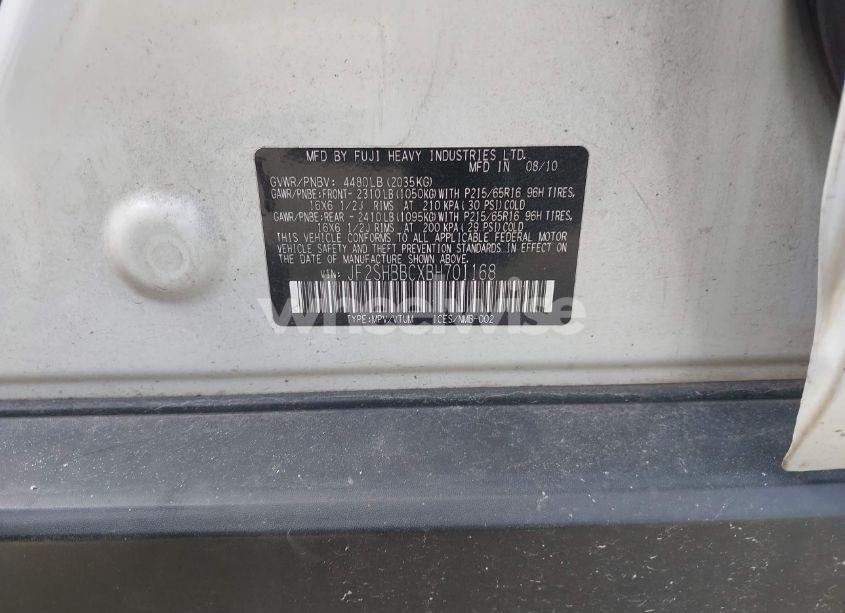 MFD BY FUJI HEAVY INDUSTRIES LTD.
MFD IN 08/10
GVWR/PNBV: 4480LB (2035KG)
GAWR/PNBE:FRONT- 2310LB (1050KG) WITH P215/65R16 96H TIRES,
16X6 1/2J RIMS AT 210 KPA (30 PSI) COLD
GAWR/PNBE:REAR - 2410LB (1095KG) WITH P215/65R16 96H TIRES,
16X6 1/2J RIMS AT 200 KPA (29 PSI) COLD
THIS VEHICLE CONFORMS TO ALL APPLICABLE FEDERAL MOTOR
VEHICLE SAFETY AND THEFT PREVENTION STANDARDS IN
EFFECT ON THE DATE OF MANUFACTURE SHOWN ABOVE.
VIN: JF2SHBBCXBH701168
wheelwise
TYPE:MPV/VTUM ICES/NMB-002